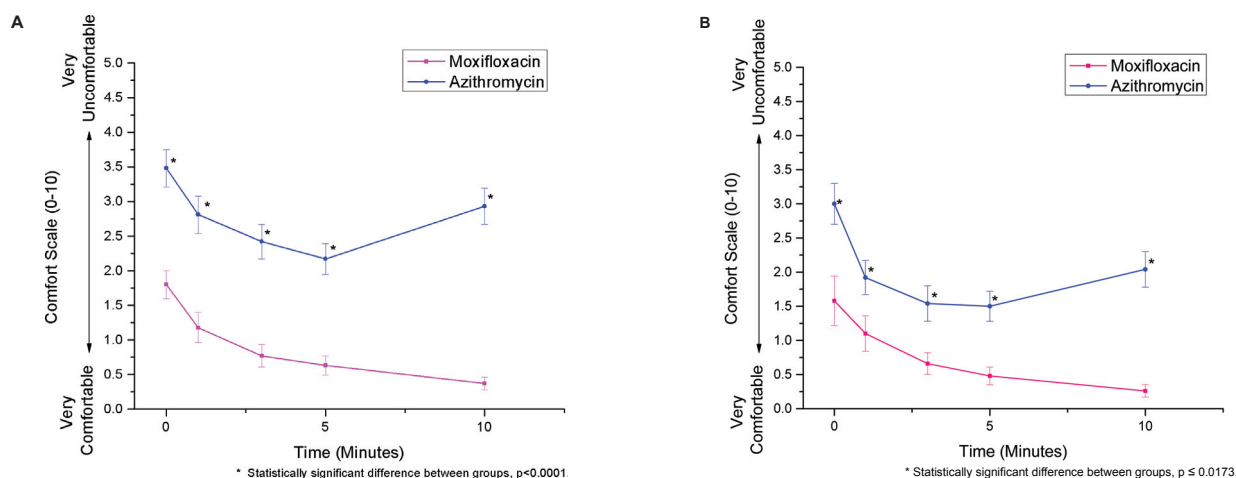 A
Very
Uncomfortable
Comfort Scale (0-10)
Very
Comfortable
5.0
4.5
4.0
3.5
3.0
2.5
2.0
1.5
1.0
0.5
0.0
Moxifloxacin
Azithromycin
*
*
*
*
*
0
5
10
Time (Minutes)
* Statistically significant difference between groups, p<0.0001.
B
Very
Uncomfortable
Comfort Scale (0-10)
Very
Comfortable
5.0
4.5
4.0
3.5
3.0
2.5
2.0
1.5
1.0
0.5
0.0
Moxifloxacin
Azithromycin
*
*
*
*
*
0
5
10
Time (Minutes)
* Statistically significant difference between groups, p ≤ 0.0173.